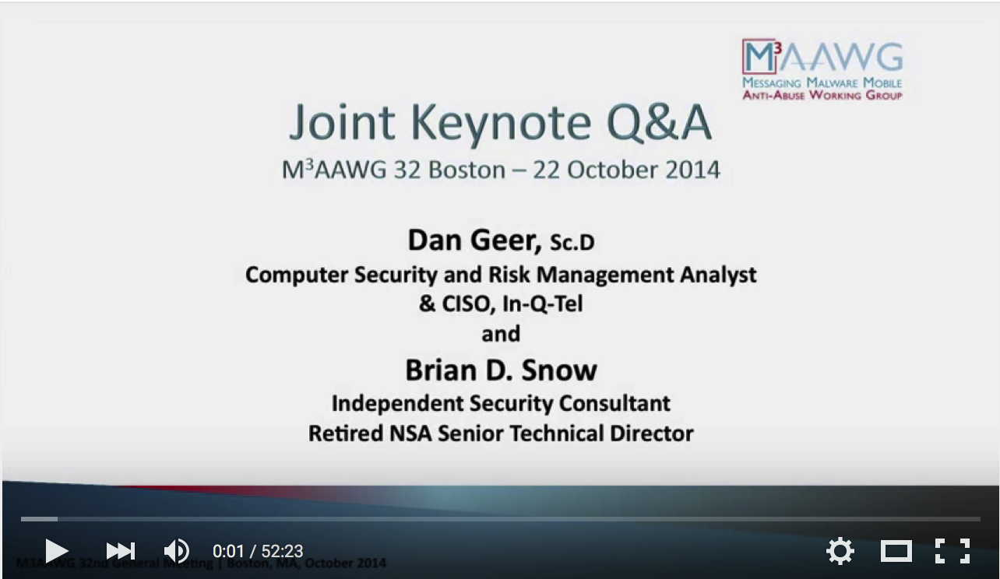 M³AAWG
MESSAGING MALWARE MOBILE
ANTI-ABUSE WORKING GROUP
Joint Keynote Q&A
M³AAWG 32 Boston – 22 October 2014
Dan Geer, Sc.D
Computer Security and Risk Management Analyst
& CISO, In-Q-Tel
and
Brian D. Snow
Independent Security Consultant
Retired NSA Senior Technical Director
0:01 / 52:23
M3AAWG 32nd General Meeting | Boston, MA, October 2014